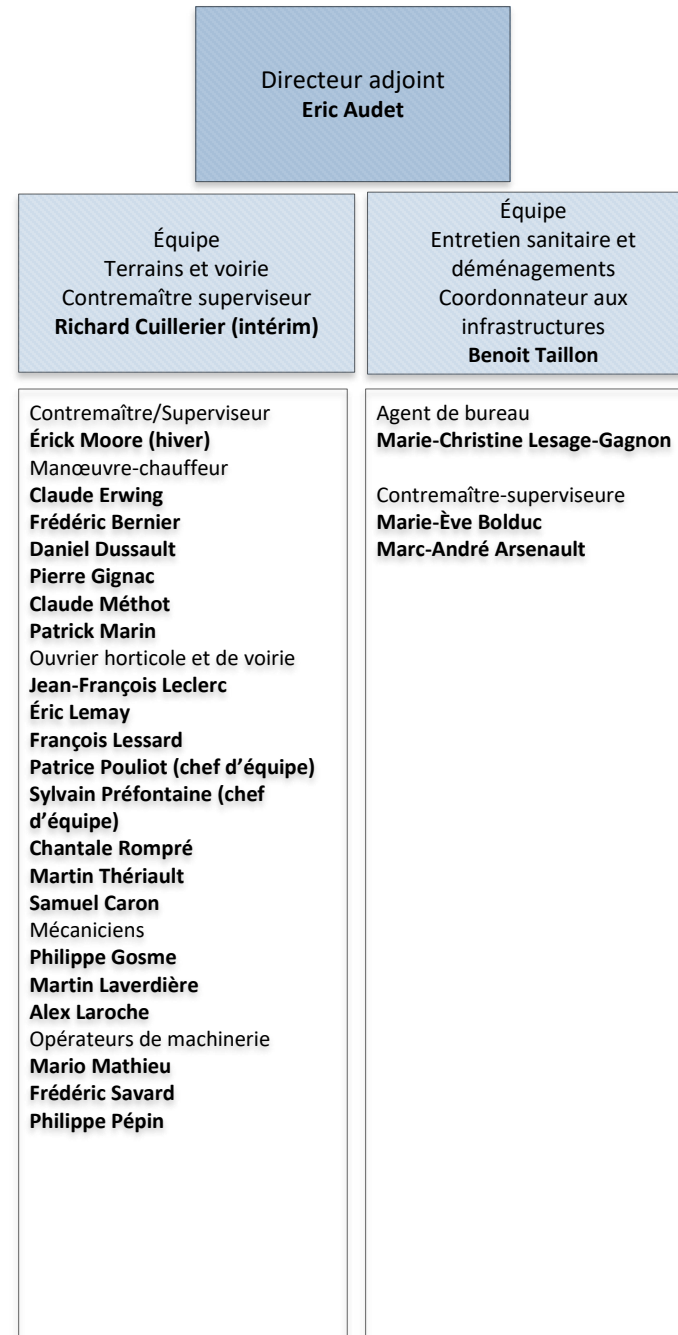 Directeur adjoint
Eric Audet
Équipe
Terrains et voirie
Contremaître superviseur
Richard Cuillerier (intérim)
Équipe
Entretien sanitaire et
déménagements
Coordonnateur aux
infrastructures
Benoit Taillon
Contremaître/Superviseur
Érick Moore (hiver)
Manœuvre-chauffeur
Claude Erwing
Frédéric Bernier
Daniel Dussault
Pierre Gignac
Claude Méthot
Patrick Marin
Ouvrier horticole et de voirie
Jean-François Leclerc
Éric Lemay
François Lessard
Patrice Pouliot (chef d’équipe)
Sylvain Préfontaine (chef
d’équipe)
Chantale Rompré
Martin Thériault
Samuel Caron
Mécaniciens
Philippe Gosme
Martin Laverdière
Alex Laroche
Opérateurs de machinerie
Mario Mathieu
Frédéric Savard
Philippe Pépin
Agent de bureau
Marie-Christine Lesage-Gagnon
Contremaître-superviseure
Marie-Ève Bolduc
Marc-André Arsenault